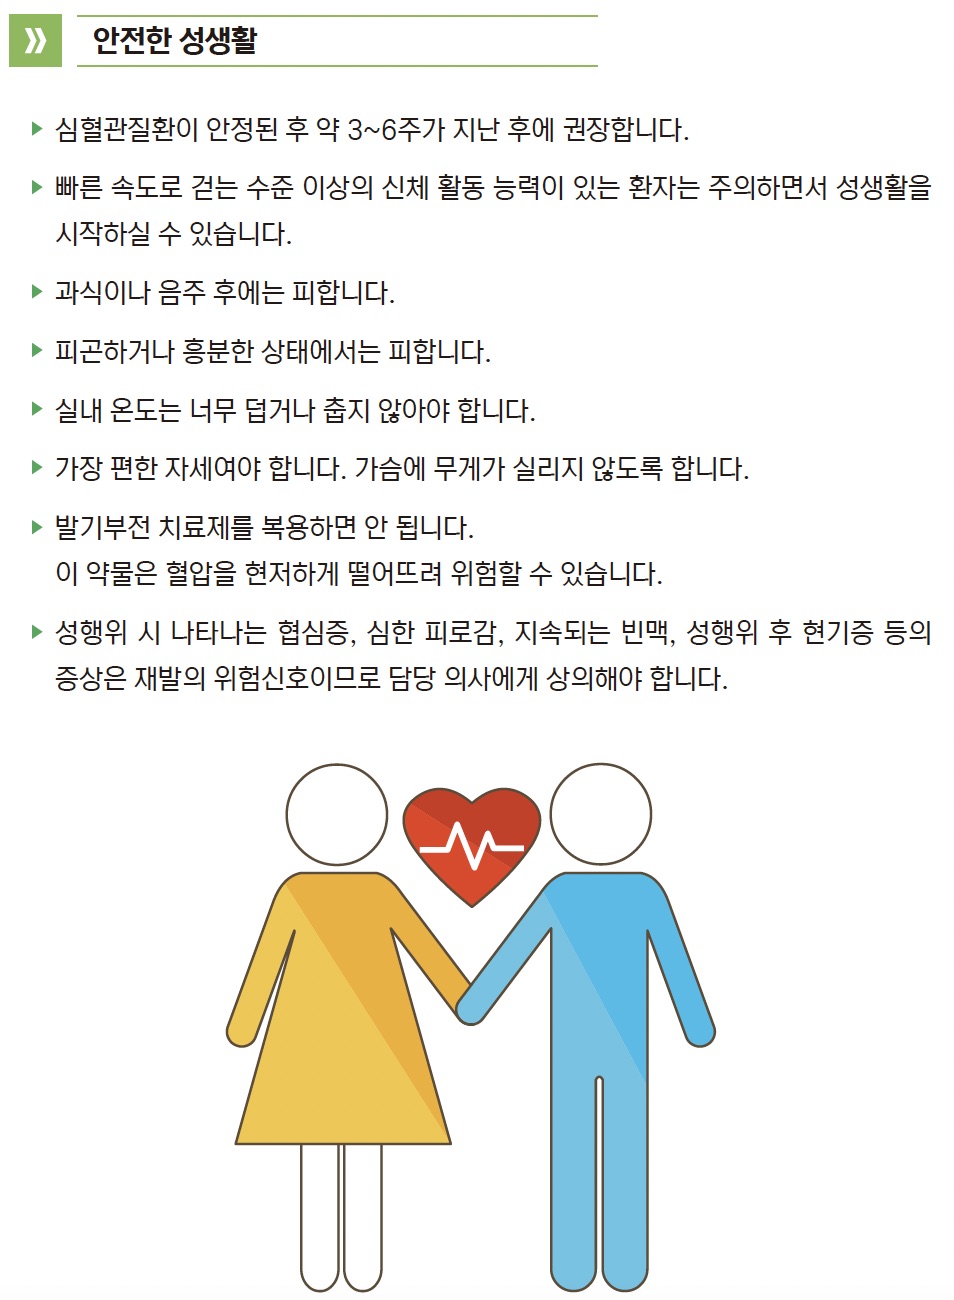 안전한 성생활
심혈관질환이 안정된 후 약 3~6주가 지난 후에 권장합니다.
빠른 속도로 걷는 수준 이상의 신체 활동 능력이 있는 환자는 주의하면서 성생활을
시작하실 수 있습니다.
과식이나 음주 후에는 피합니다.
피곤하거나 흥분한 상태에서는 피합니다.
실내 온도는 너무 덥거나 춥지 않아야 합니다.
가장 편한 자세여야 합니다. 가슴에 무게가 실리지 않도록 합니다.
발기부전 치료제를 복용하면 안 됩니다.
이 약물은 혈압을 현저하게 떨어뜨려 위험할 수 있습니다.
성행위 시 나타나는 협심증, 심한 피로감, 지속되는 빈맥, 성행위 후 현기증 등의
증상은 재발의 위험신호이므로 담당 의사에게 상의해야 합니다.